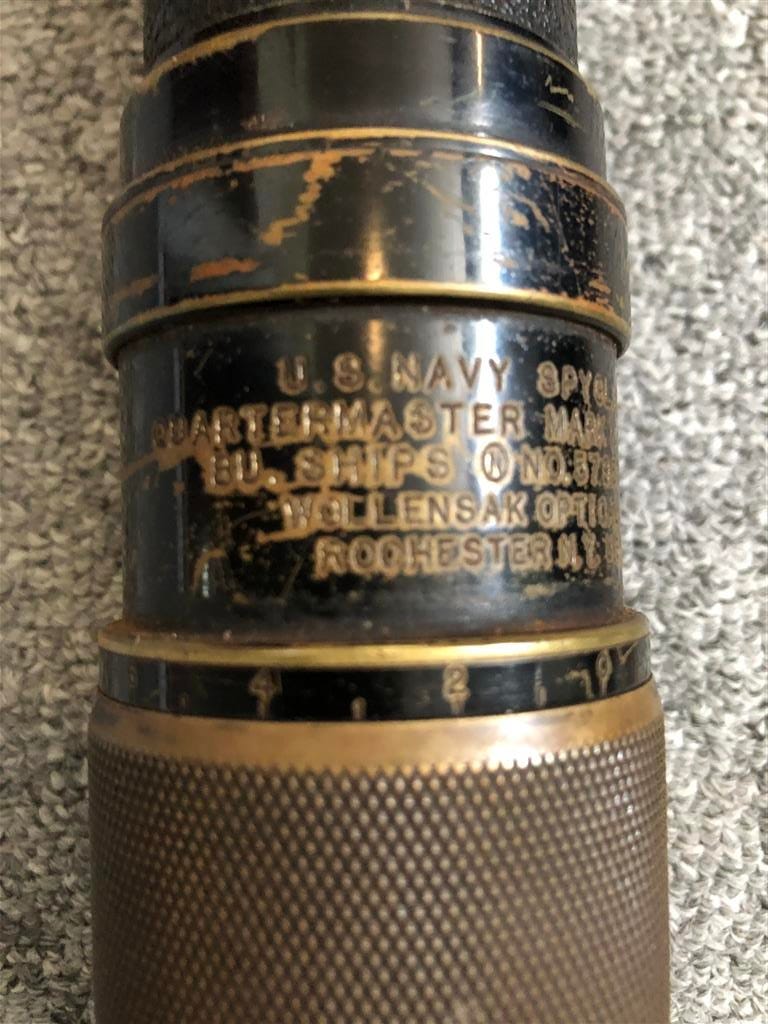 U.S. NAVY
QUARTERMASTER
BU. SHIPS Ⓝ
WOLLENSAK
ROCHESTER N.Y.
4 2 0